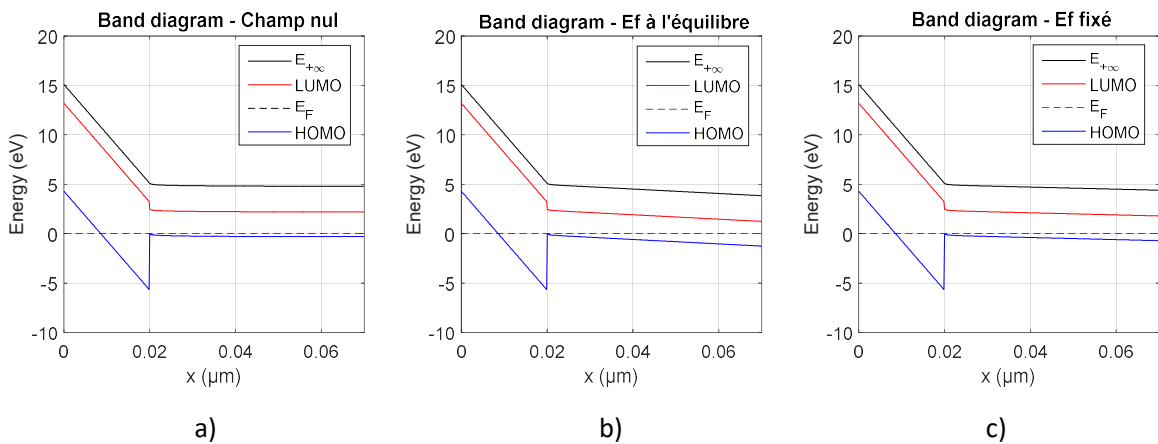 Band diagram - Champ nul
20
15
10
5
0
-5
-10
Energy (eV)
0
0.02
0.04
0.06
x (µm)
E+∞
LUMO
E_F
HOMO
a)
Band diagram - Ef à l'équilibre
20
15
10
5
0
-5
-10
Energy (eV)
0
0.02
0.04
0.06
x (µm)
E+∞
LUMO
E_F
HOMO
b)
Band diagram - Ef fixé
20
15
10
5
0
-5
-10
Energy (eV)
0
0.02
0.04
0.06
x (µm)
E+∞
LUMO
E_F
HOMO
c)